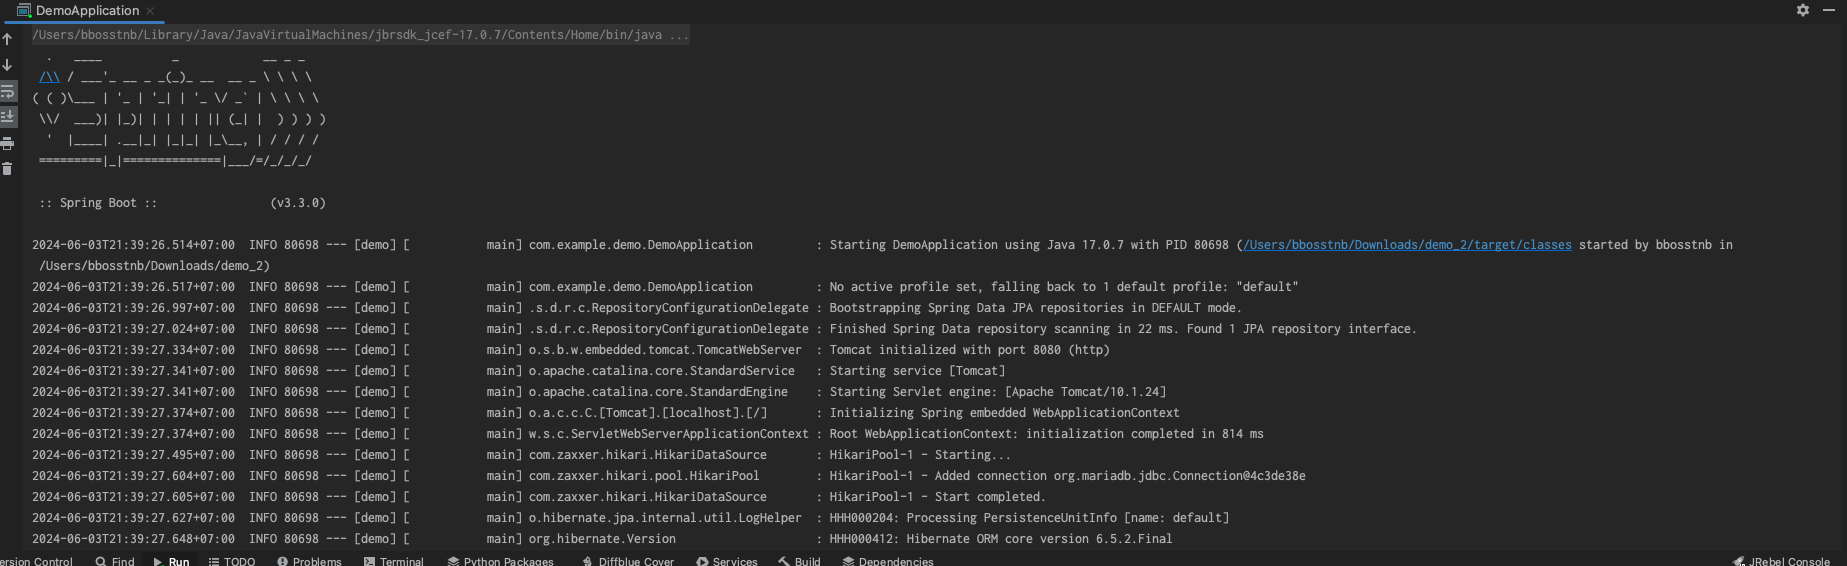 DemoApplication
/Users/bbosstnb/Library/Java/JavaVirtualMachines/jbrsdk_jcef-17.0.7/Contents/Home/bin/java ...
  .   ____          _            __ _ _
 /\\ / ___'_ __ _ _(_)_ __  __ _ \ \ \ \
( ( )\___ | '_ | '_| | '_ \/ _` | \ \ \ \
 \\/  ___)| |_)| | | | | || (_| |  ) ) ) )
  '  |____| .__|_| |_|_| |_\__, | / / / /
 =========|_|==============|___/=/_/_/_/
 :: Spring Boot ::                (v3.3.0)
2024-06-03T21:39:26.514+07:00  INFO 80698 --- [demo] [           main] com.example.demo.DemoApplication         : Starting DemoApplication using Java 17.0.7 with PID 80698 (/Users/bbosstnb/Downloads/demo_2/target/classes started by bbosstnb in
 /Users/bbosstnb/Downloads/demo_2)
2024-06-03T21:39:26.517+07:00  INFO 80698 --- [demo] [           main] com.example.demo.DemoApplication         : No active profile set, falling back to 1 default profile: "default"
2024-06-03T21:39:26.997+07:00  INFO 80698 --- [demo] [           main] .s.d.r.c.RepositoryConfigurationDelegate : Bootstrapping Spring Data JPA repositories in DEFAULT mode.
2024-06-03T21:39:27.024+07:00  INFO 80698 --- [demo] [           main] .s.d.r.c.RepositoryConfigurationDelegate : Finished Spring Data repository scanning in 22 ms. Found 1 JPA repository interface.
2024-06-03T21:39:27.334+07:00  INFO 80698 --- [demo] [           main] o.s.b.w.embedded.tomcat.TomcatWebServer  : Tomcat initialized with port 8080 (http)
2024-06-03T21:39:27.341+07:00  INFO 80698 --- [demo] [           main] o.apache.catalina.core.StandardService   : Starting service [Tomcat]
2024-06-03T21:39:27.341+07:00  INFO 80698 --- [demo] [           main] o.apache.catalina.core.StandardEngine    : Starting Servlet engine: [Apache Tomcat/10.1.24]
2024-06-03T21:39:27.374+07:00  INFO 80698 --- [demo] [           main] o.a.c.c.C.[Tomcat].[localhost].[/]       : Initializing Spring embedded WebApplicationContext
2024-06-03T21:39:27.374+07:00  INFO 80698 --- [demo] [           main] w.s.c.ServletWebServerApplicationContext : Root WebApplicationContext: initialization completed in 814 ms
2024-06-03T21:39:27.495+07:00  INFO 80698 --- [demo] [           main] com.zaxxer.hikari.HikariDataSource       : HikariPool-1 - Starting...
2024-06-03T21:39:27.604+07:00  INFO 80698 --- [demo] [           main] com.zaxxer.hikari.pool.HikariPool        : HikariPool-1 - Added connection org.mariadb.jdbc.Connection@4c3de38e
2024-06-03T21:39:27.605+07:00  INFO 80698 --- [demo] [           main] com.zaxxer.hikari.HikariDataSource       : HikariPool-1 - Start completed.
2024-06-03T21:39:27.627+07:00  INFO 80698 --- [demo] [           main] o.hibernate.jpa.internal.util.LogHelper  : HHH000204: Processing PersistenceUnitInfo [name: default]
2024-06-03T21:39:27.648+07:00  INFO 80698 --- [demo] [           main] org.hibernate.Version                    : HHH000412: Hibernate ORM core version 6.5.2.Final
ersion Control Find Run TODO Problems Terminal Python Packages Diffblue Cover Services Build Dependencies JRebel Console